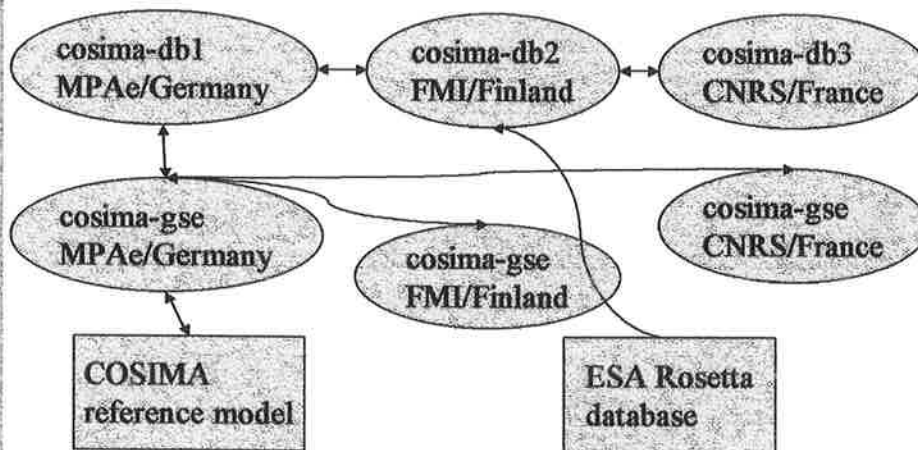 cosima-db1
MPAe/Germany
cosima-db2
FMI/Finland
cosima-db3
CNRS/France
cosima-gse
MPAe/Germany
cosima-gse
FMI/Finland
cosima-gse
CNRS/France
COSIMA
reference model
ESA Rosetta
database